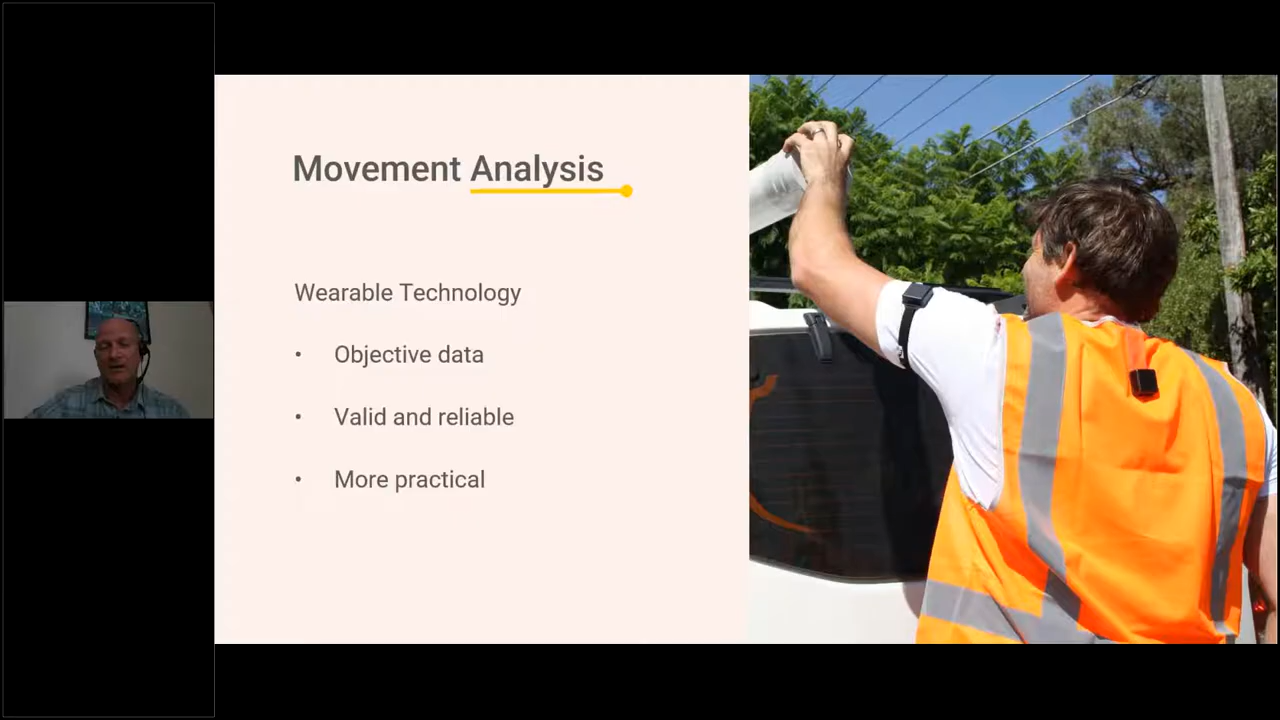 Movement Analysis
Wearable Technology
• Objective data
• Valid and reliable
• More practical